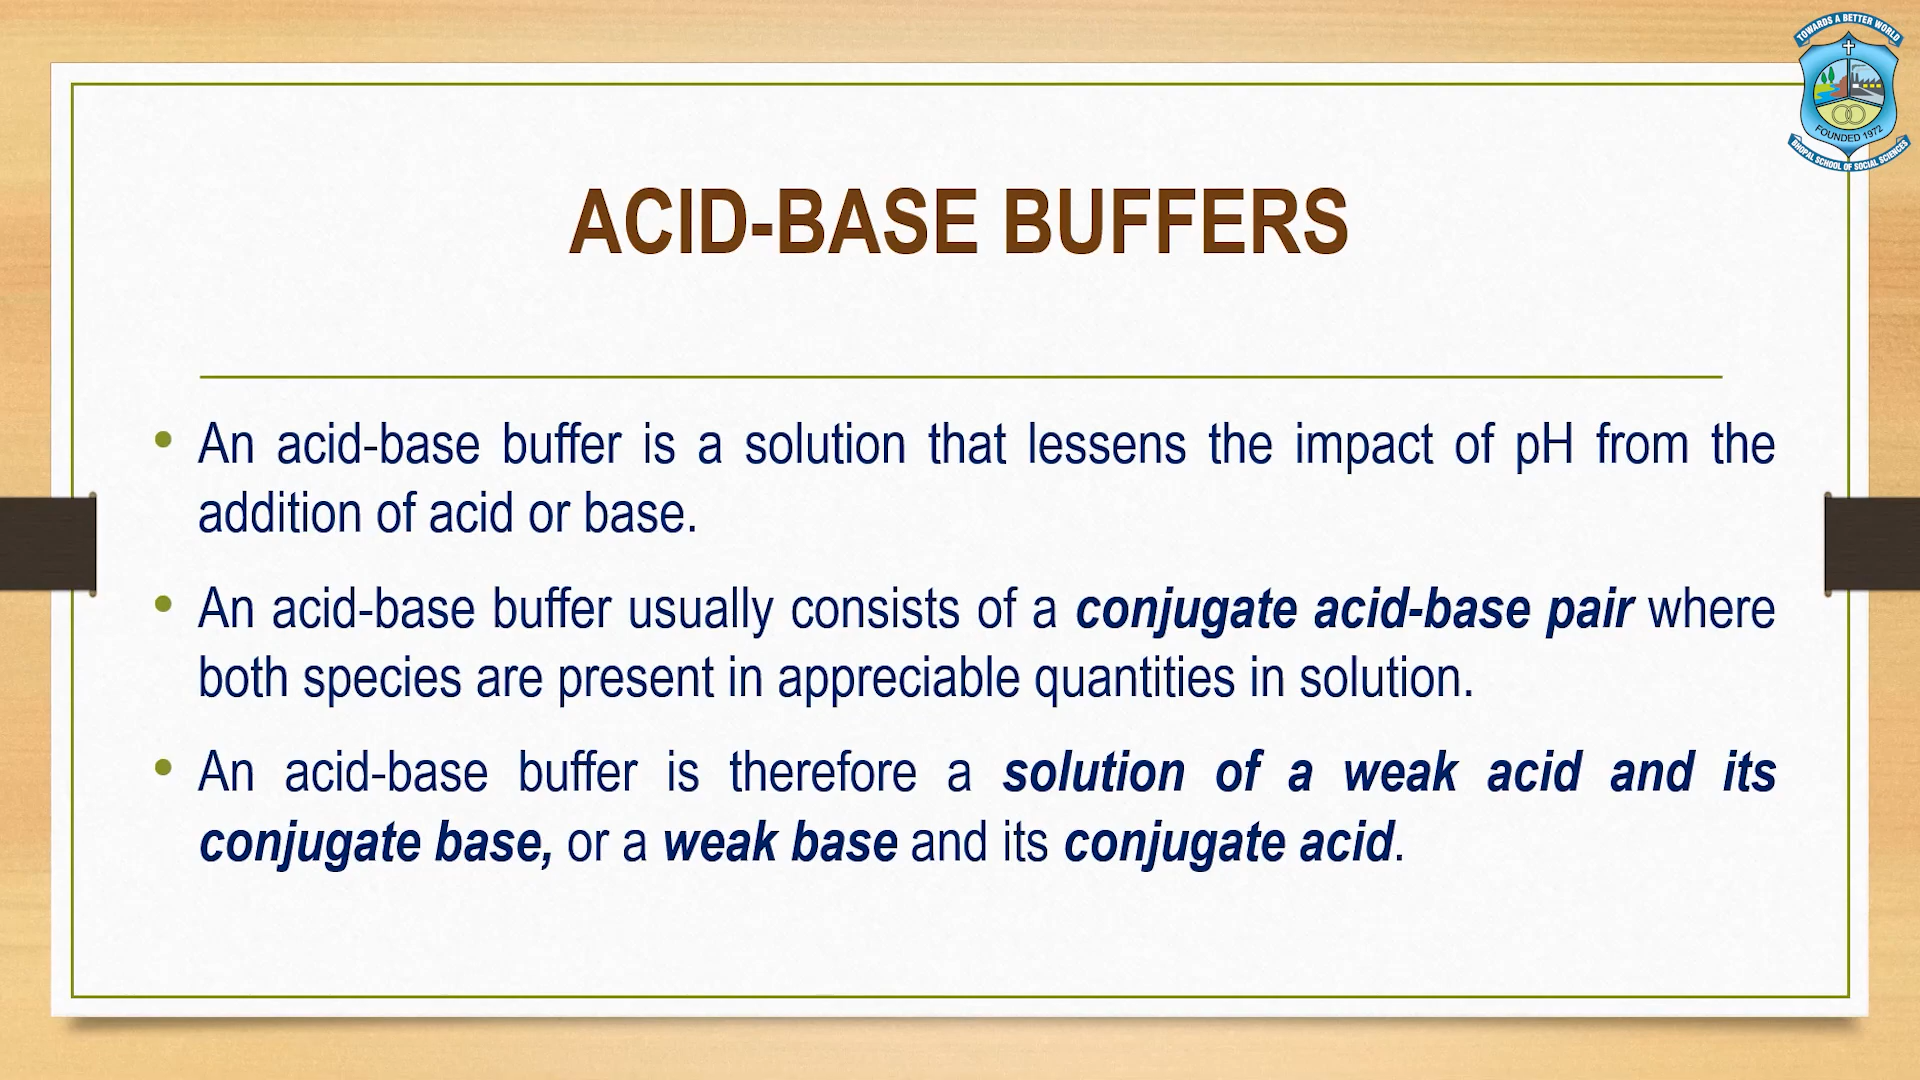 TOWARDS A BETTER WORLD
FOUNDED 1972
BHOPAL SCHOOL OF SOCIAL SCIENCES
ACID-BASE BUFFERS
• An acid-base buffer is a solution that lessens the impact of pH from the
addition of acid or base.
• An acid-base buffer usually consists of a conjugate acid-base pair where
both species are present in appreciable quantities in solution.
• An acid-base buffer is therefore a solution of a weak acid and its
conjugate base, or a weak base and its conjugate acid.